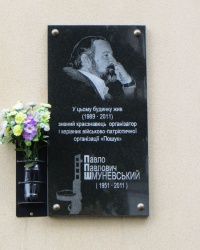 У цьому будинку жив
(1989 - 2011)
знаний краєзнавець, організатор
і керівник військово-патріотичної
організації «Пошук»
Павло
Павлович
Шмуневський
(1951 - 2011)